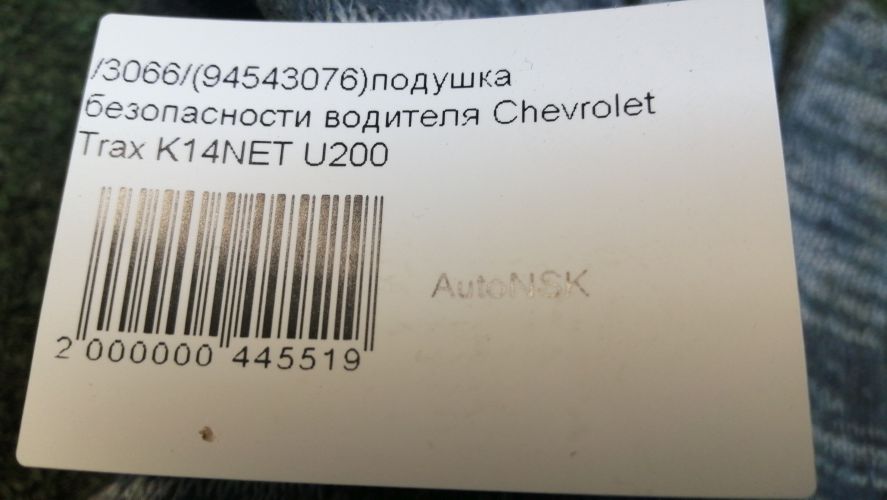 /3066/(94543076)подушка
безопасности водителя Chevrolet
Trax K14NET U200
AutoNSK
2 000000 445519